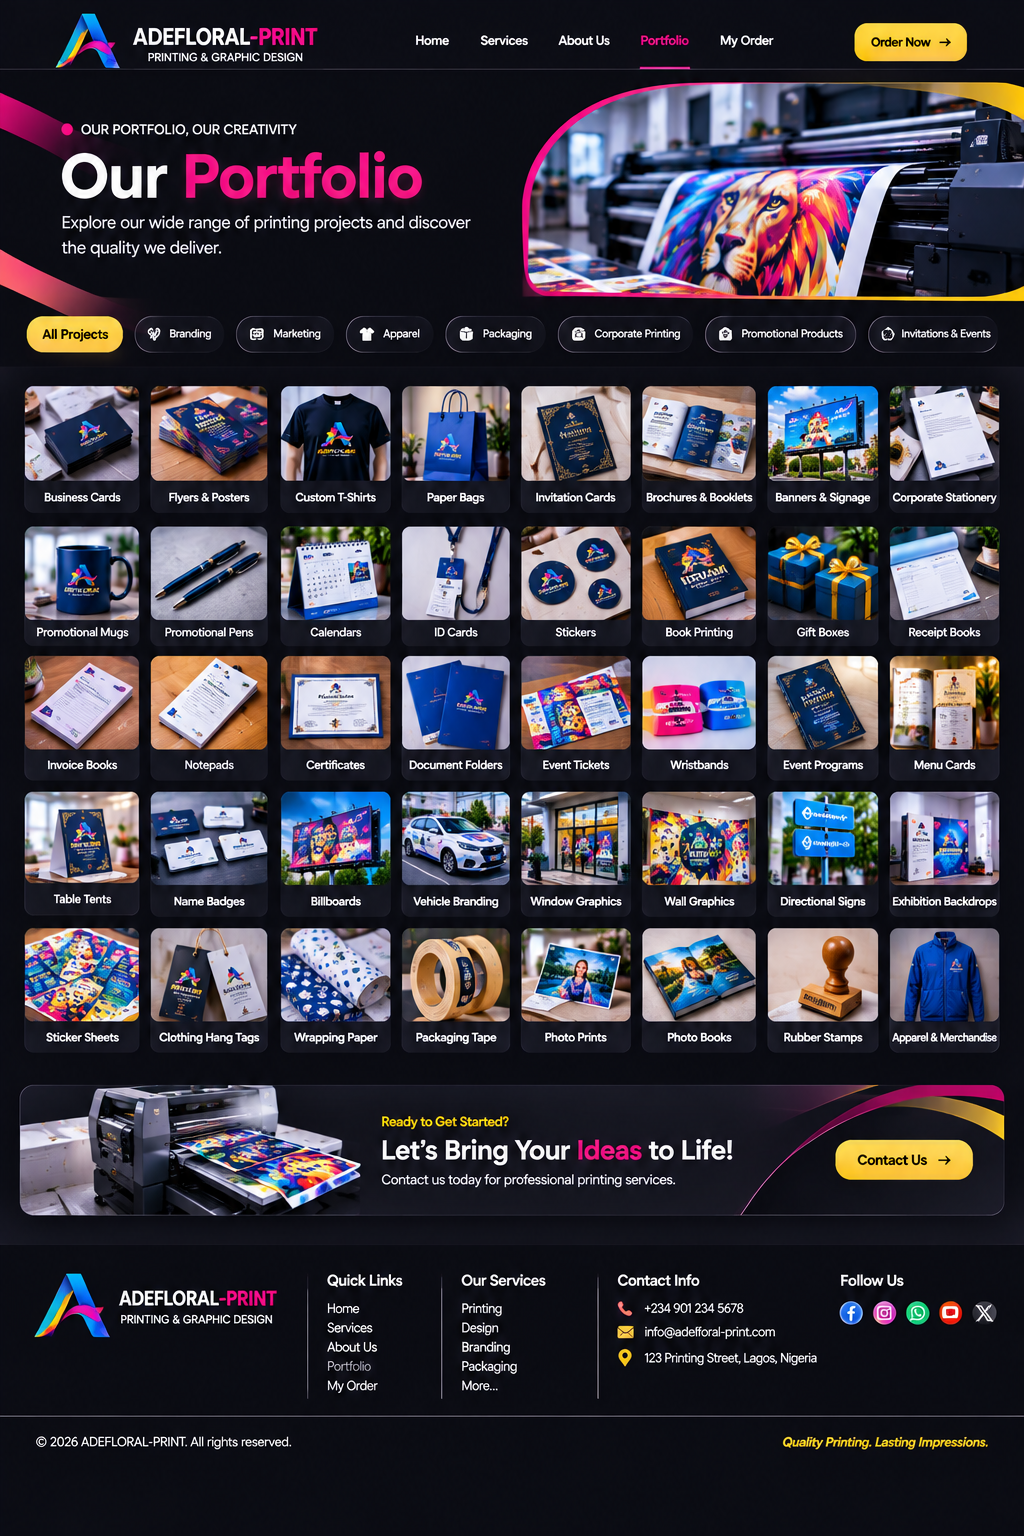 ADEFLORAL-PRINT
PRINTING & GRAPHIC DESIGN
Home
Services
About Us
Portfolio
My Order
Order Now →
OUR PORTFOLIO, OUR CREATIVITY
Our Portfolio
Explore our wide range of printing projects and discover
the quality we deliver.
All Projects
Branding
Marketing
Apparel
Packaging
Corporate Printing
Promotional Products
Invitations & Events
Business Cards
Flyers & Posters
Custom T-Shirts
Paper Bags
Invitation Cards
Brochures & Booklets
Banners & Signage
Corporate Stationery
Promotional Mugs
Promotional Pens
Calendars
ID Cards
Stickers
Book Printing
Gift Boxes
Receipt Books
Invoice Books
Notepads
Certificates
Document Folders
Event Tickets
Wristbands
Event Programs
Menu Cards
Table Tents
Name Badges
Billboards
Vehicle Branding
Window Graphics
Wall Graphics
Directional Signs
Exhibition Backdrops
Sticker Sheets
Clothing Hang Tags
Wrapping Paper
Packaging Tape
Photo Prints
Photo Books
Rubber Stamps
Apparel & Merchandise
Ready to Get Started?
Let's Bring Your Ideas to Life!
Contact us today for professional printing services.
Contact Us →
ADEFLORAL-PRINT
PRINTING & GRAPHIC DESIGN
Quick Links
Home
Services
About Us
Portfolio
My Order
Our Services
Printing
Design
Branding
Packaging
More...
Contact Info
+234 901 234 5678
info@adefforal-print.com
123 Printing Street, Lagos, Nigeria
Follow Us
© 2026 ADEFLORAL-PRINT. All rights reserved.
Quality Printing. Lasting Impressions.